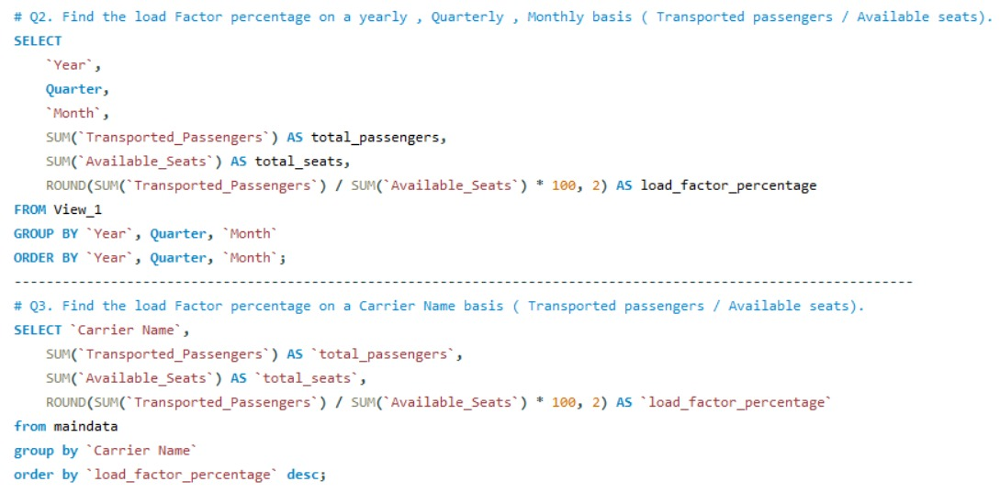 # Q2. Find the load Factor percentage on a yearly , Quarterly , Monthly basis ( Transported passengers / Available seats).
SELECT
    `Year`,
    Quarter,
    `Month`,
    SUM(`Transported_Passengers`) AS total_passengers,
    SUM(`Available_Seats`) AS total_seats,
    ROUND(SUM(`Transported_Passengers`) / SUM(`Available_Seats`) * 100, 2) AS load_factor_percentage
FROM View_1
GROUP BY `Year`, Quarter, `Month`
ORDER BY `Year`, Quarter, `Month`;
----------------------------------------------------------------------------------------------------------------
# Q3. Find the load Factor percentage on a Carrier Name basis ( Transported passengers / Available seats).
SELECT `Carrier Name`,
    SUM(`Transported_Passengers`) AS `total_passengers`,
    SUM(`Available_Seats`) AS `total_seats`,
    ROUND(SUM(`Transported_Passengers`) / SUM(`Available_Seats`) * 100, 2) AS `load_factor_percentage`
from maindata
group by `Carrier Name`
order by `load_factor_percentage` desc;